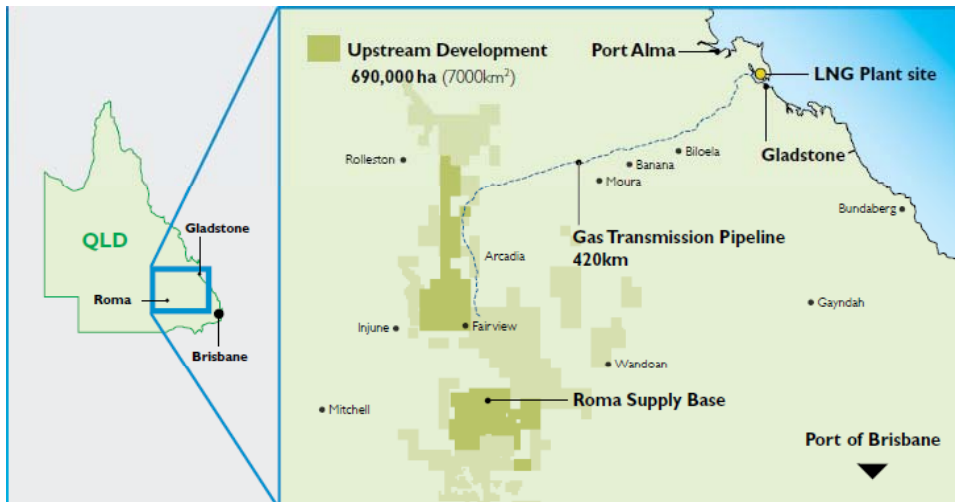 QLD
Gladstone
Roma
Brisbane
Upstream Development
690,000 ha (7000km²)
Port Alma
LNG Plant site
Gladstone
Rolleston
Biloela
Banana
Moura
Bundaberg
Gas Transmission Pipeline
420km
Arcadia
Gayndah
Injune
Fairview
Wandoan
Roma Supply Base
Mitchell
Port of Brisbane